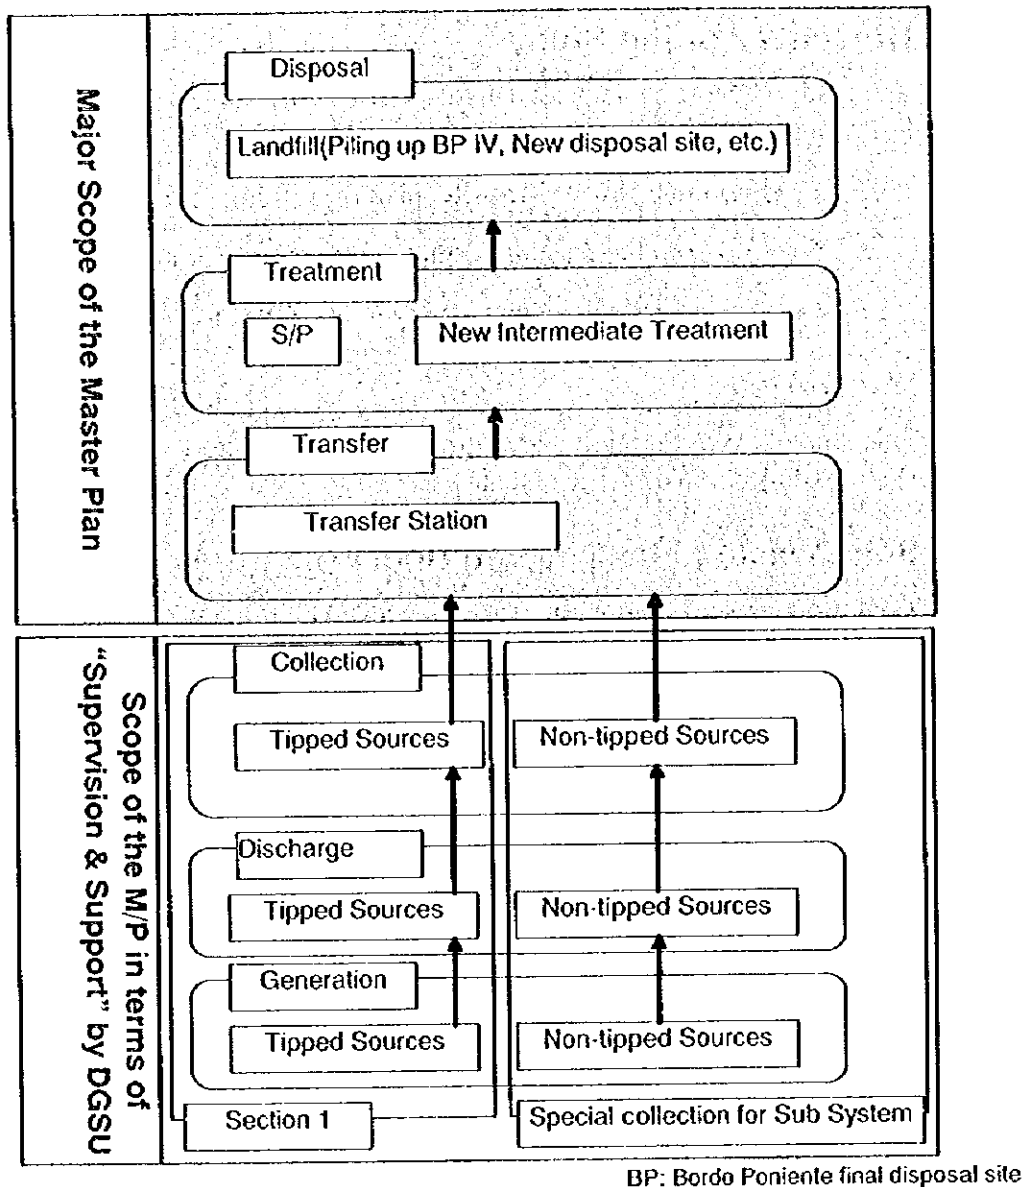 Major Scope of the Master Plan
Disposal
Landfill(Piling up BP IV, New disposal site, etc.)
Treatment
S/P
New Intermediate Treatment
Transfer
Transfer Station
Scope of the M/P in terms of
"Supervision & Support" by DGSU
Collection
Tipped Sources
Non-tipped Sources
Discharge
Tipped Sources
Non-tipped Sources
Generation
Tipped Sources
Non-tipped Sources
Section 1
Special collection for Sub System
BP: Bordo Poniente final disposal site